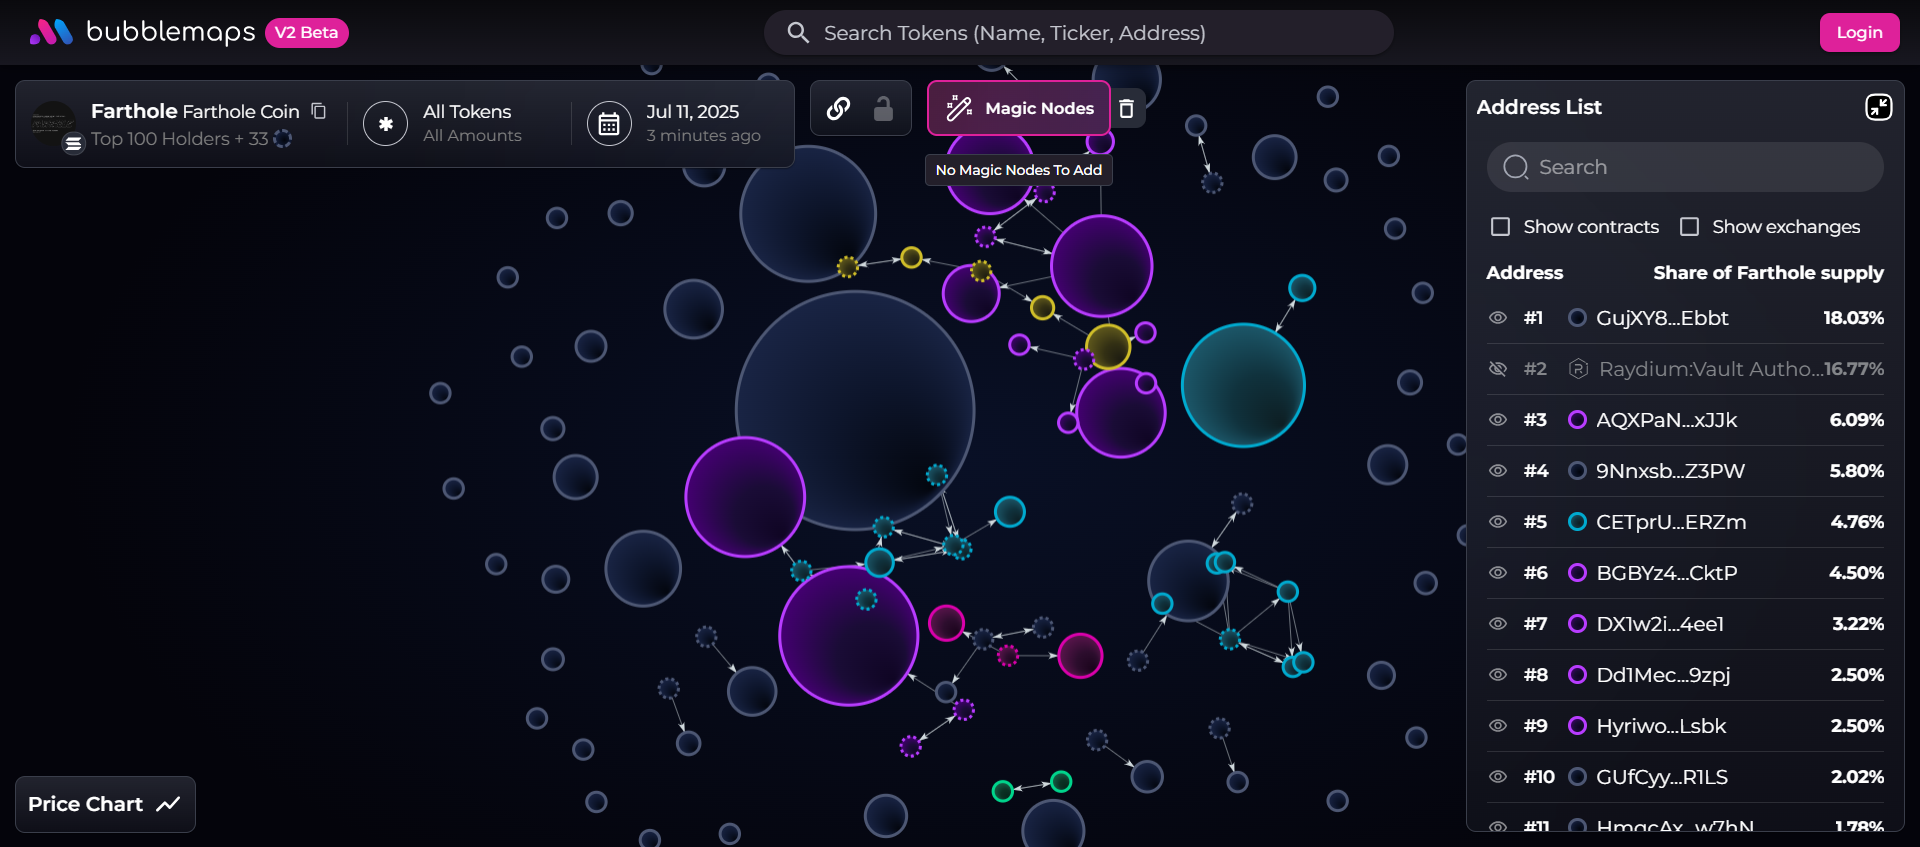 bubblemaps V2 Beta
Search Tokens (Name, Ticker, Address)
Login
Farthole Farthole Coin
Top 100 Holders + 33
All Tokens
All Amounts
Jul 11, 2025
3 minutes ago
Magic Nodes
No Magic Nodes To Add
Address List
Search
Show contracts Show exchanges
Address Share of Farthole supply
#1 GujXY8...Ebbt 18.03%
#2 Raydium:Vault Autho... 16.77%
#3 AQXPaN...xJJk 6.09%
#4 9Nnxsb...Z3PW 5.80%
#5 CETprU...ERZm 4.76%
#6 BGBYz4...CktP 4.50%
#7 DX1w2i...4ee1 3.22%
#8 Dd1Mec...9zpj 2.50%
#9 Hyriwo...Lsbk 2.50%
#10 GUfCyy...R1LS 2.02%
#11 HmqcAx...w7hN 1.78%
Price Chart